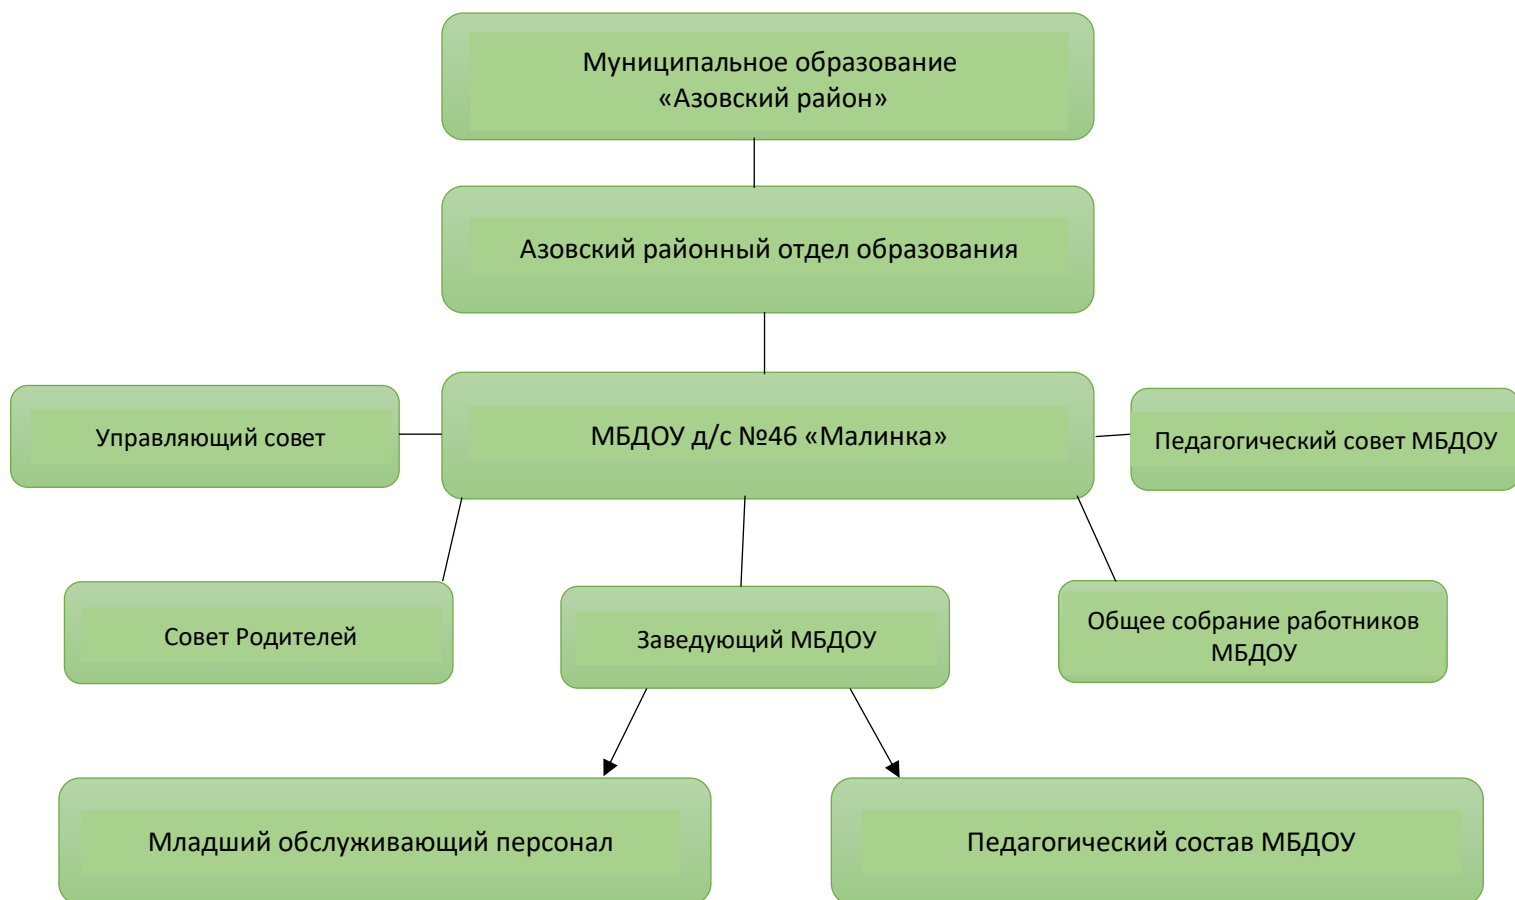 Муниципальное образование
«Азовский район»
Азовский районный отдел образования
Управляющий совет
МБДОУ д/с №46 «Малинка»
Педагогический совет МБДОУ
Совет Родителей
Заведующий МБДОУ
Общее собрание работников
МБДОУ
Младший обслуживающий персонал
Педагогический состав МБДОУ